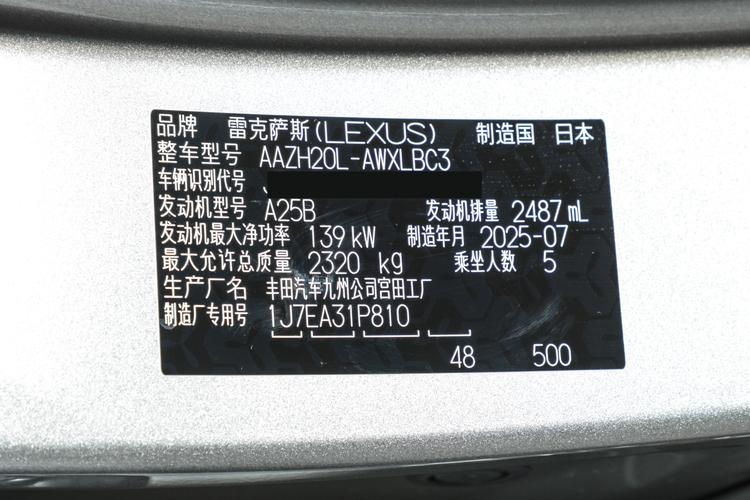 品牌 雷克萨斯(LEXUS) 制造国 日本
整车型号 AAZH20L-AWXLBC3
车辆识别代号
发动机型号 A25B 发动机排量 2487 mL
发动机最大净功率 139 kW 制造年月 2025-07
最大允许总质量 2320 kg 乘坐人数 5
生产厂名 丰田汽车九州公司宫田工厂
制造厂专用号 1J7EA31P810
48 500